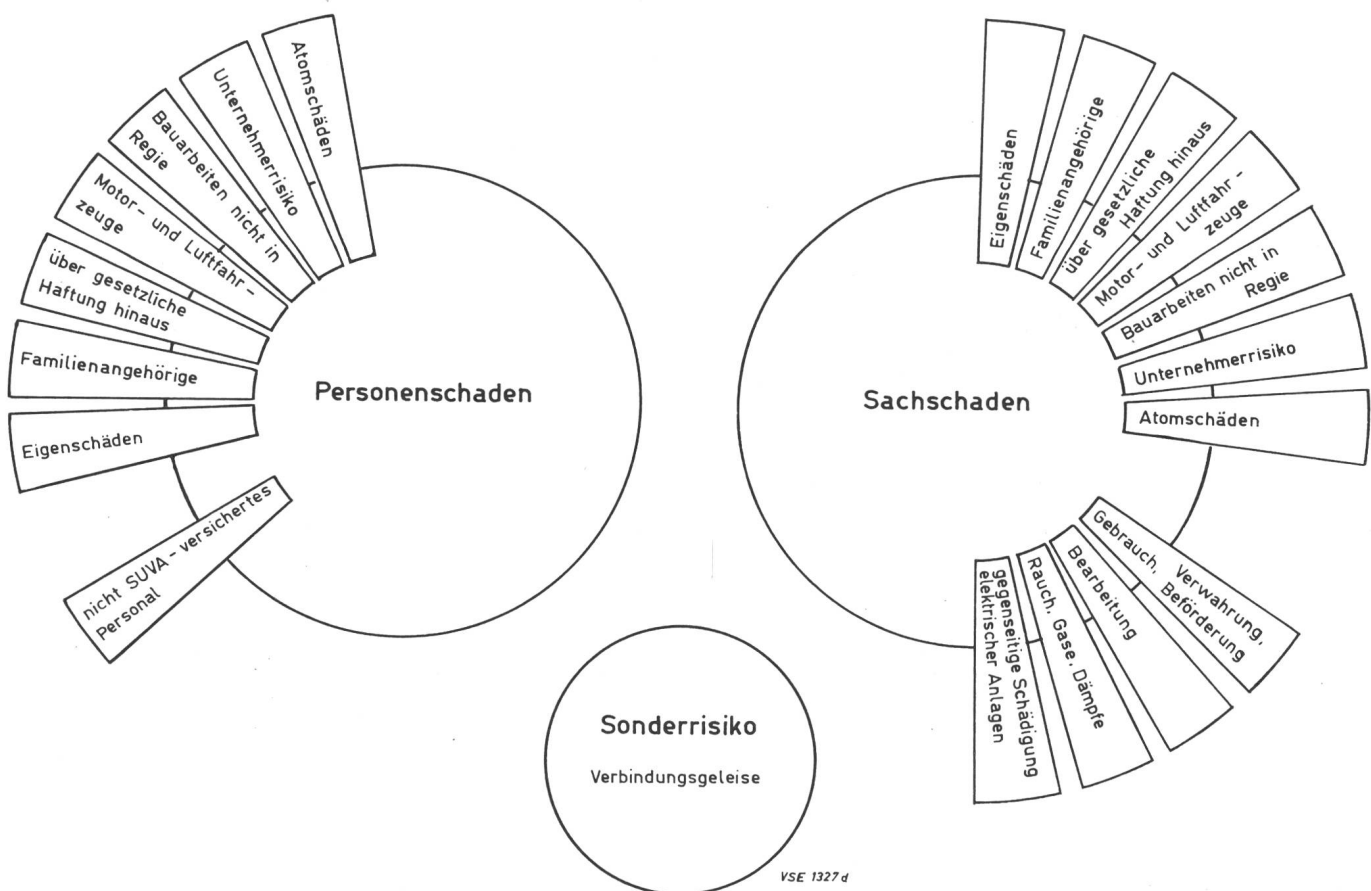 Atomschäden
Unternehmerrisiko
Bauarbeiten nicht in
Regie
Motor- und Luftfahr-
zeuge
über gesetzliche
Haftung hinaus
Familienangehörige
Eigenschäden
nicht SUVA-versichertes
Personal
Personenschaden
Eigenschäden
Familienangehörige
über gesetzliche
Haftung hinaus
Motor- und Luftfahr-
zeuge
Bauarbeiten nicht in
Regie
Unternehmerrisiko
Atomschäden
Sachschaden
Verwahrung,
Gebrauch, Beförderung
Bearbeitung
Rauch, Gase, Dämpfe
gegenseitige Schädigung
elektrischer Anlagen
Sonderrisiko
Verbindungsgeleise
VSE 1327 d